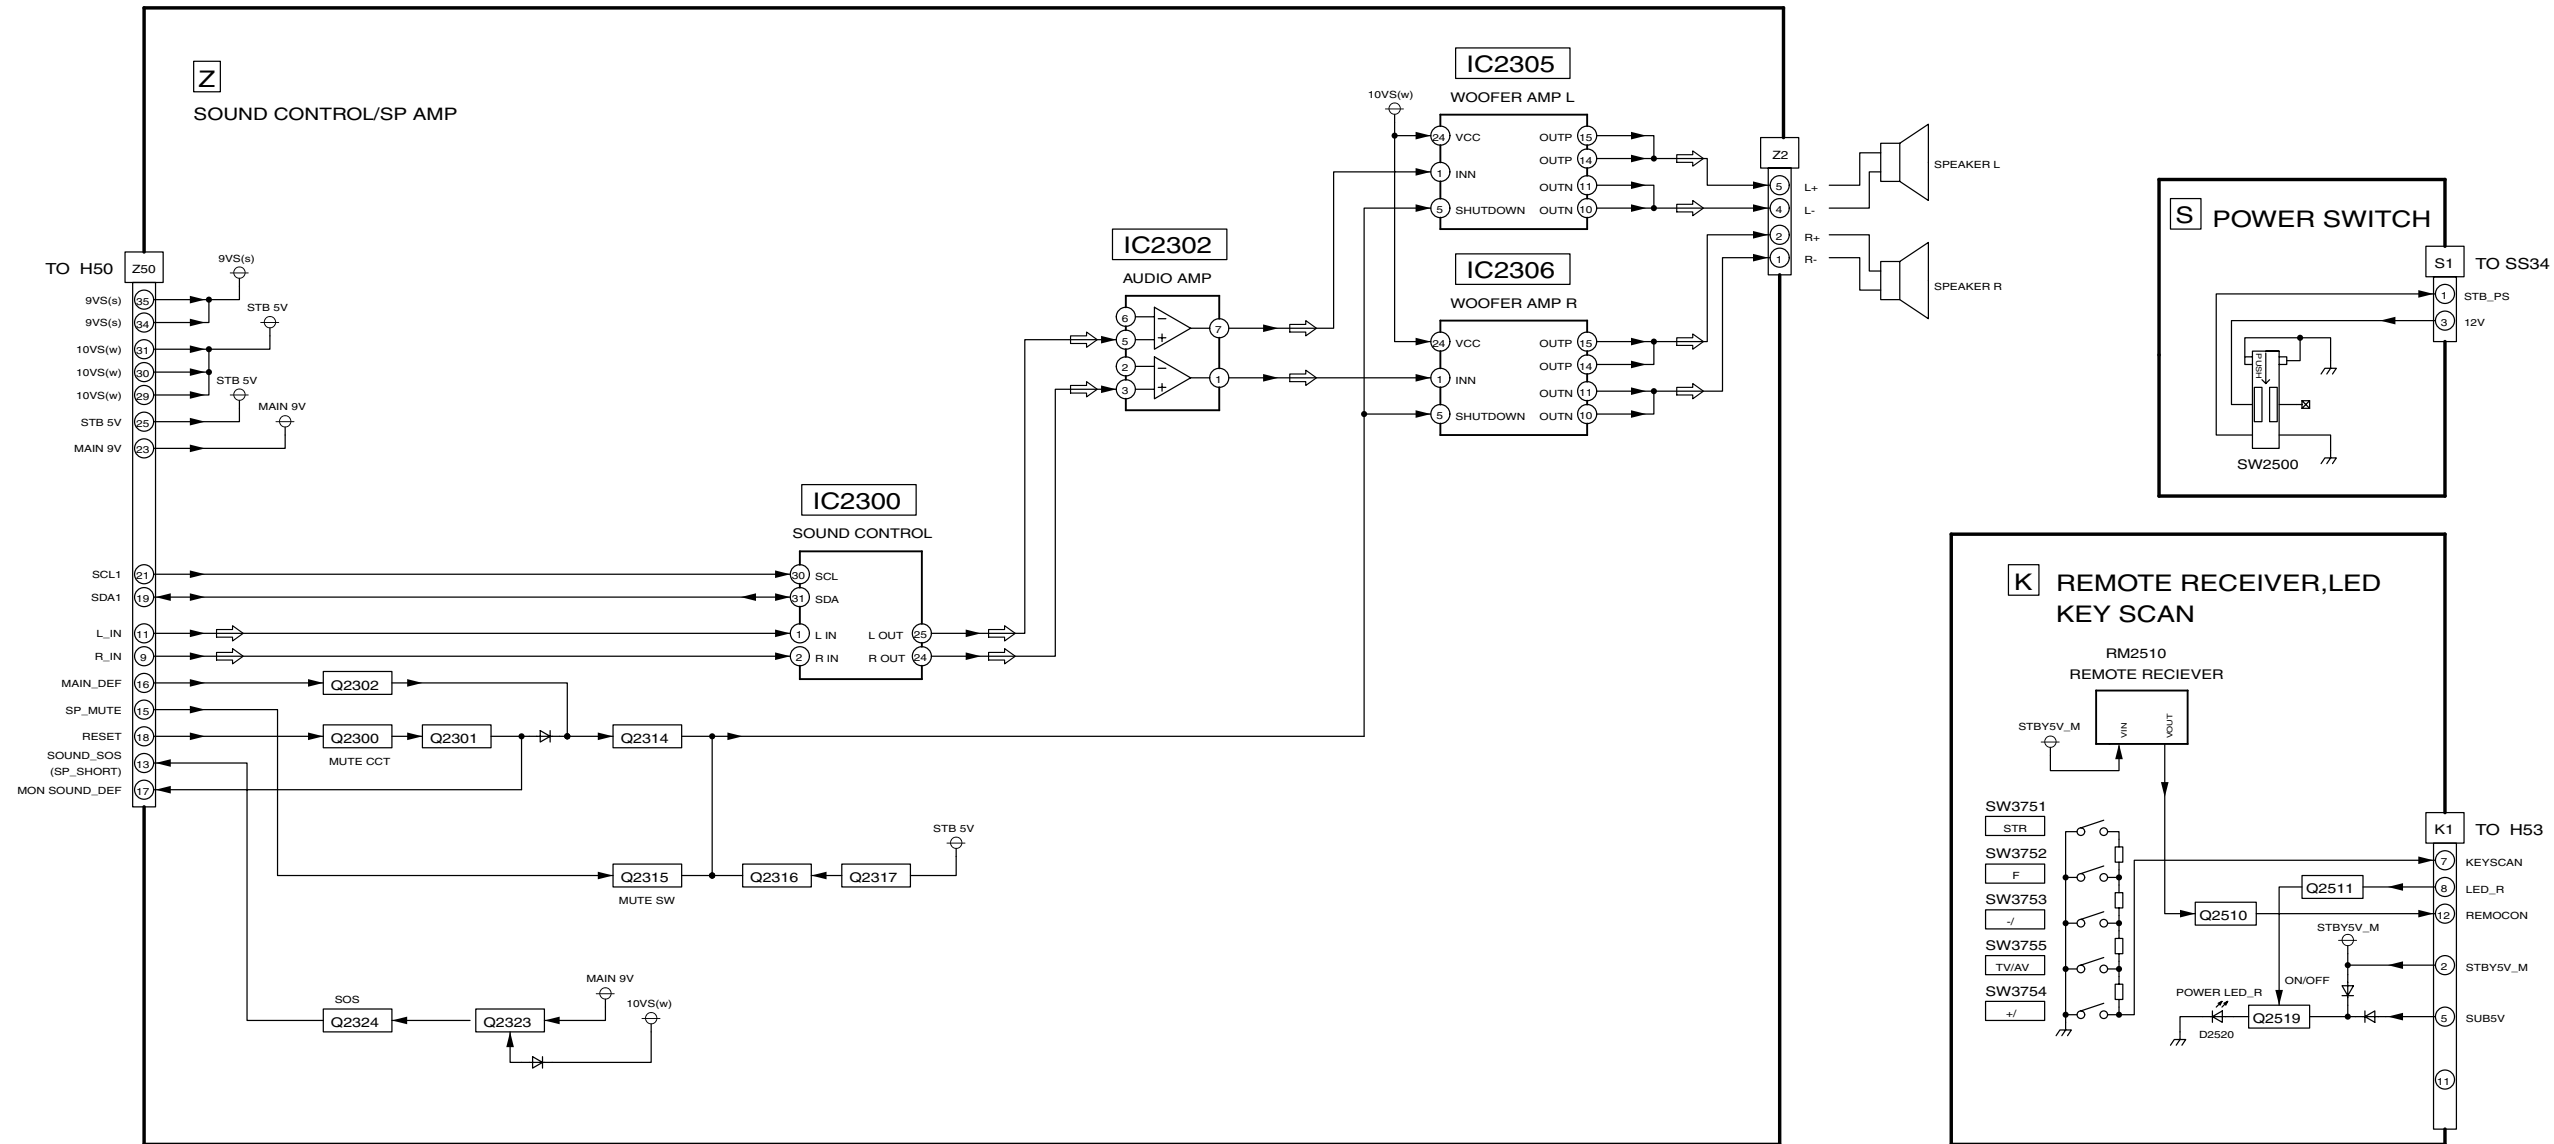 Z
SOUND CONTROL/SP AMP
TO H50
Z50
9VS(s)
STB 5V
35 9VS(s)
34 9VS(s)
31 10VS(w)
30 10VS(w)
29 10VS(w)
STB 5V
25 STB 5V
MAIN 9V
23 MAIN 9V
SCL1 21
SDA1 19
L_IN 11
R_IN 9
MAIN_DEF 16
SP_MUTE 15
RESET 18
SOUND_SOS
(SP_SHORT) 13
MON SOUND_DEF 17
Q2302
Q2300
Q2301
MUTE CCT
Q2314
Q2315
MUTE SW
Q2316
Q2317
STB 5V
SOS
Q2324
Q2323
MAIN 9V
10VS(w)
IC2300
SOUND CONTROL
30 SCL
31 SDA
1 L IN
2 R IN
L OUT 25
R OUT 24
IC2302
AUDIO AMP
6
5
2
3
−
+
−
+
7
1
10VS(w)
IC2305
WOOFER AMP L
24 VCC
1 INN
5 SHUTDOWN
OUTP 15
OUTP 14
OUTN 11
OUTN 10
IC2306
WOOFER AMP R
24 VCC
1 INN
5 SHUTDOWN
OUTP 15
OUTP 14
OUTN 11
OUTN 10
Z2
5 L+
4 L-
2 R+
1 R-
SPEAKER L
SPEAKER R
S POWER SWITCH
S1 TO SS34
1 STB_PS
3 12V
PUSH
SW2500
K REMOTE RECEIVER,LED
KEY SCAN
RM2510
REMOTE RECIEVER
VIN
VOUT
STBY5V_M
SW3751
STR
SW3752
F
SW3753
-/
SW3755
TV/AV
SW3754
+/
K1 TO H53
7 KEYSCAN
Q2511
8 LED_R
Q2510
12 REMOCON
STBY5V_M
2 STBY5V_M
ON/OFF
POWER LED_R
D2520
Q2519
5 SUB5V
11